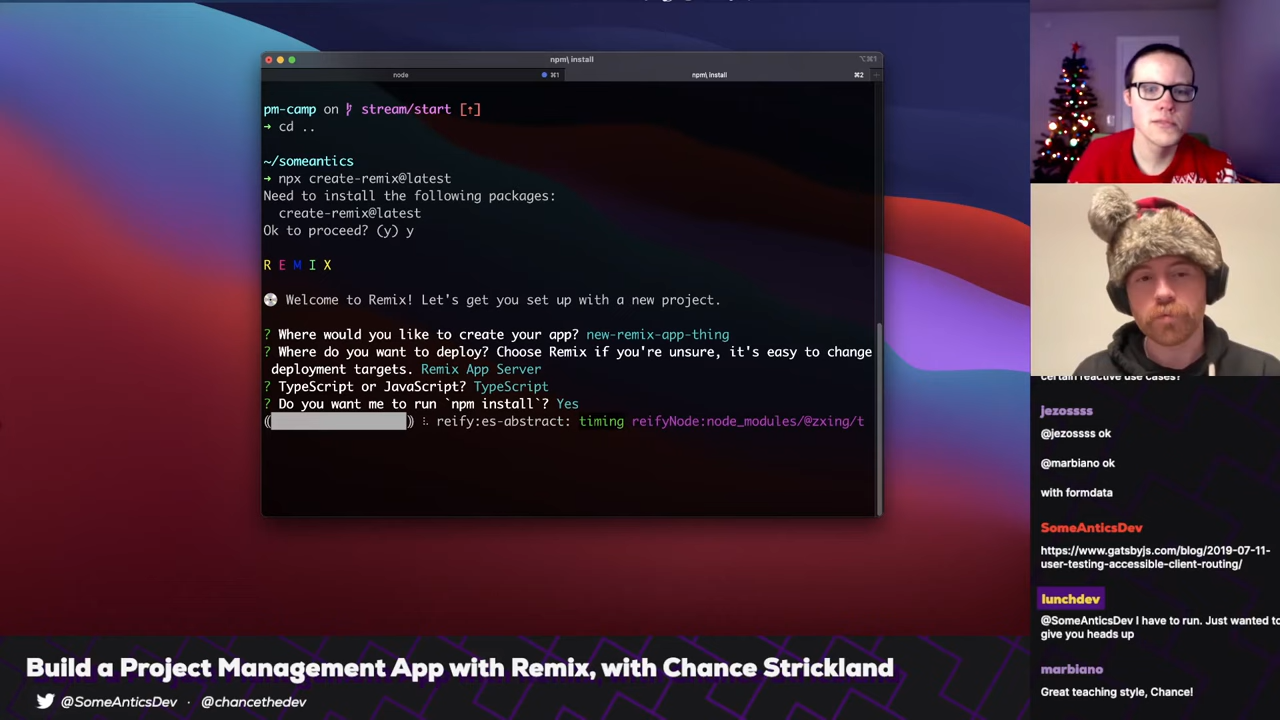 npm\ install
⌥⌘1
node
⌘1
npm\ install
⌘2
pm-camp on stream/start [↑]
→ cd ..
~/someantics
→ npx create-remix@latest
Need to install the following packages:
create-remix@latest
Ok to proceed? (y) y
R E M I X
Welcome to Remix! Let's get you set up with a new project.
? Where would you like to create your app? new-remix-app-thing
? Where do you want to deploy? Choose Remix if you're unsure, it's easy to change
deployment targets. Remix App Server
? TypeScript or JavaScript? TypeScript
? Do you want me to run `npm install`? Yes
reify:es-abstract: timing reifyNode:node_modules/@zxing/t
certain reactive use cases?
jezossss
@jezossss ok
@marbiano ok
with formdata
SomeAnticsDev
https://www.gatsbyjs.com/blog/2019-07-11-
user-testing-accessible-client-routing/
lunchdev
@SomeAnticsDev I have to run. Just wanted to
give you heads up
marbiano
Great teaching style, Chance!
Build a Project Management App with Remix, with Chance Strickland
@SomeAnticsDev · @chancethedev